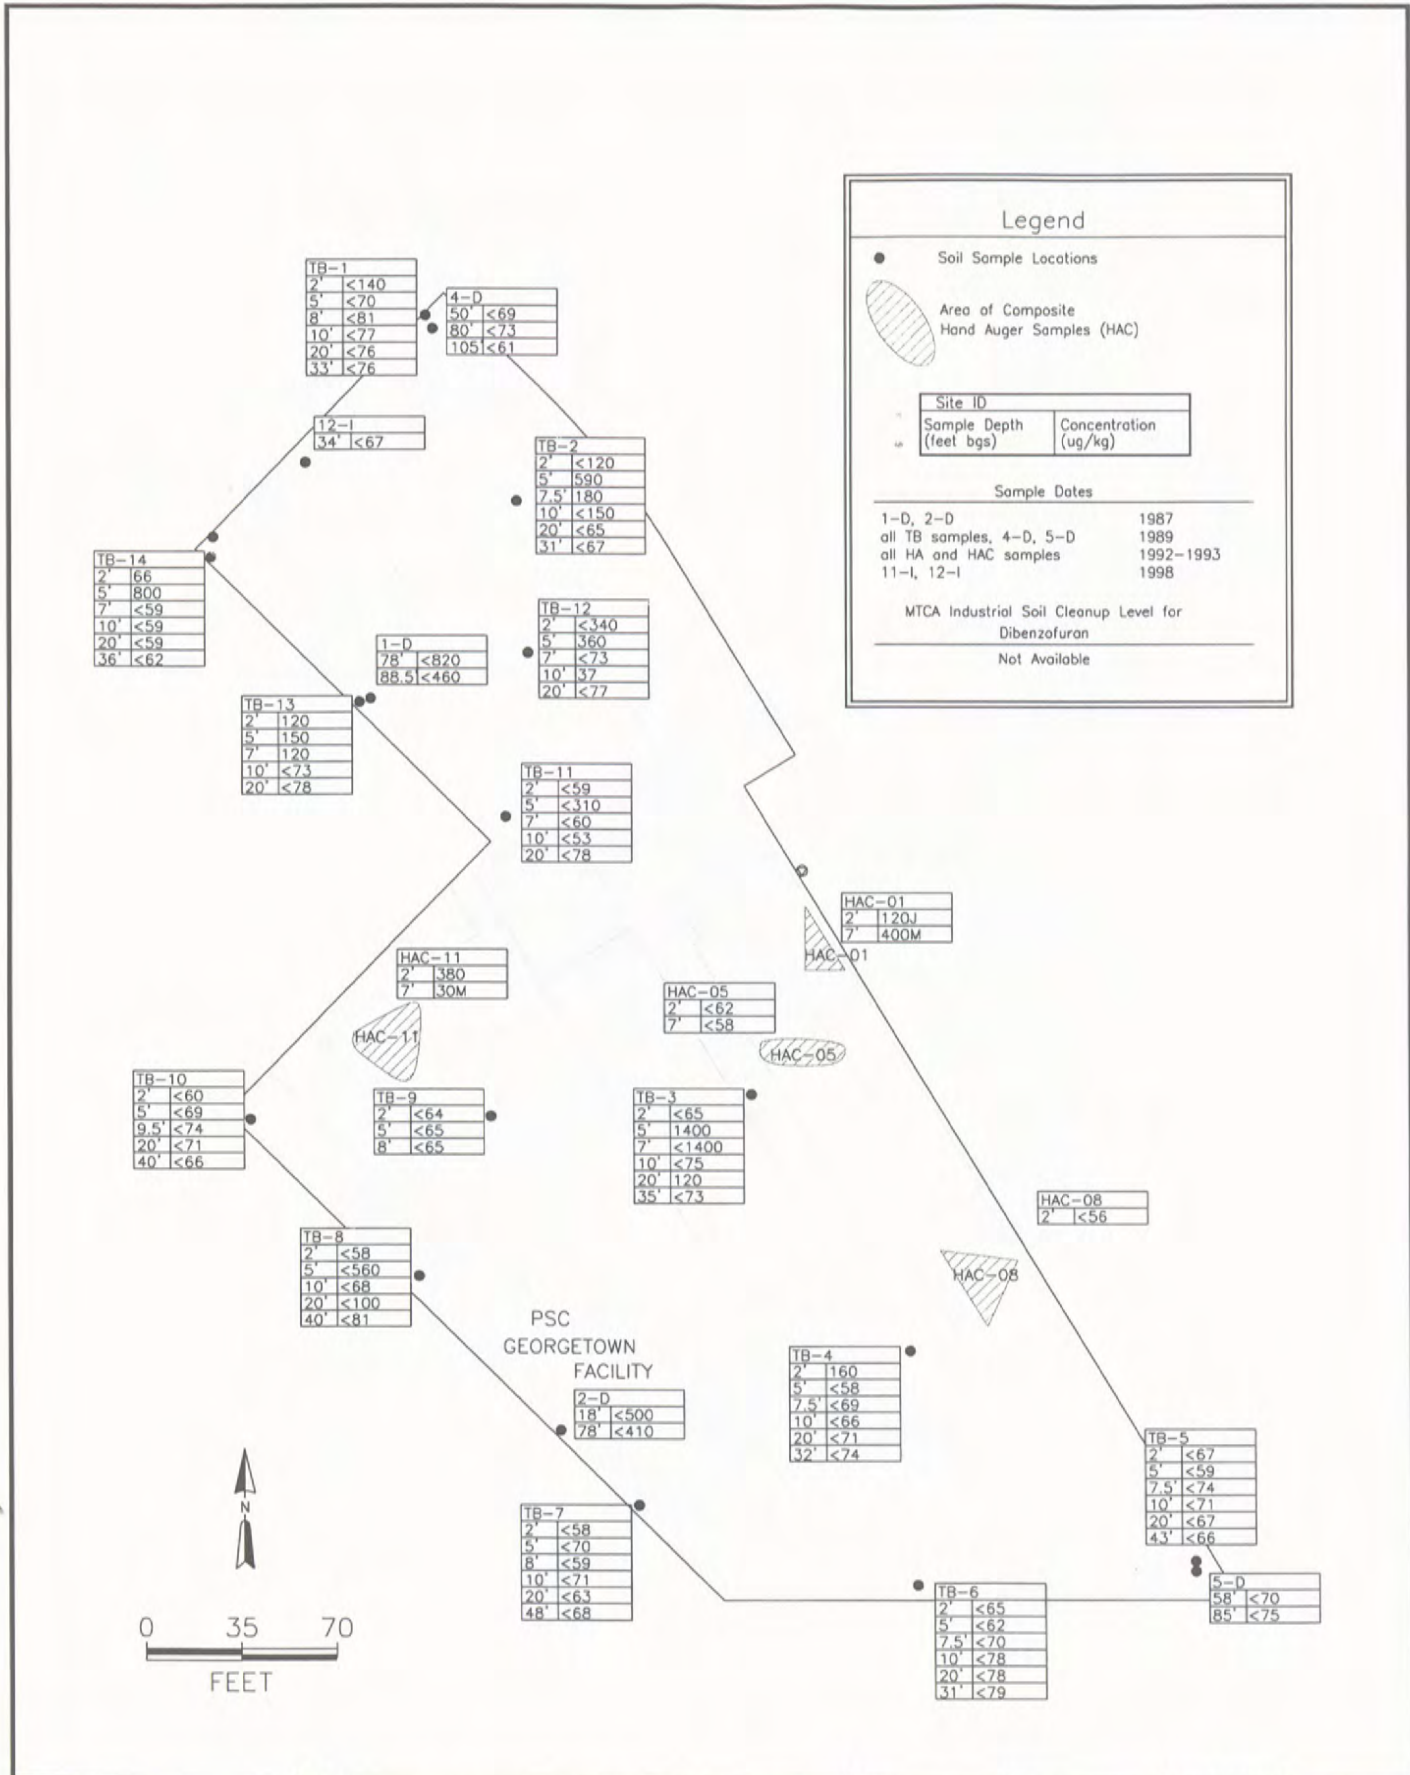 TB-1
2' <140
5' <70
8' <81
10' <77
20' <76
33' <76
4-D
50' <69
80' <73
105' <61
12-I
34' <67
TB-2
2' <120
5' 590
7.5' 180
10' <150
20' <65
31' <67
TB-14
2' 66
5' 800
7' <59
10' <59
20' <59
36' <62
TB-12
2' <340
5' 360
7' <73
10' 37
20' <77
1-D
78' <820
88.5' <460
TB-13
2' 120
5' 150
7' 120
10' <73
20' <78
TB-11
2' <59
5' <310
7' <60
10' <53
20' <78
Legend
Soil Sample Locations
Area of Composite
Hand Auger Samples (HAC)
Site ID
Sample Depth Concentration
(feet bgs) (ug/kg)
Sample Dates
1-D, 2-D 1987
all TB samples, 4-D, 5-D 1989
all HA and HAC samples 1992-1993
11-I, 12-I 1998
MTCA Industrial Soil Cleanup Level for
Dibenzofuran
Not Available
HAC-01
2' 120J
7' 400M
HAC-01
HAC-11
2' 380
7' 30M
HAC-11
HAC-05
2' <62
7' <58
HAC-05
TB-10
2' <60
5' <69
9.5' <74
20' <71
40' <66
TB-9
2' <64
5' <65
8' <65
TB-3
2' <65
5' 1400
7' <1400
10' <75
20' 120
35' <73
HAC-08
2' <56
HAC-08
TB-8
2' <58
5' <560
10' <68
20' <100
40' <81
PSC
GEORGETOWN
FACILITY
2-D
18' <500
78' <410
TB-4
2' 160
5' <58
7.5' <69
10' <66
20' <71
32' <74
TB-5
2' <67
5' <59
7.5' <74
10' <71
20' <67
43' <66
TB-7
2' <58
5' <70
8' <59
10' <71
20' <63
48' <68
5-D
58' <70
85' <75
TB-6
2' <65
5' <62
7.5' <70
10' <78
20' <78
31' <79
N
0 35 70
FEET